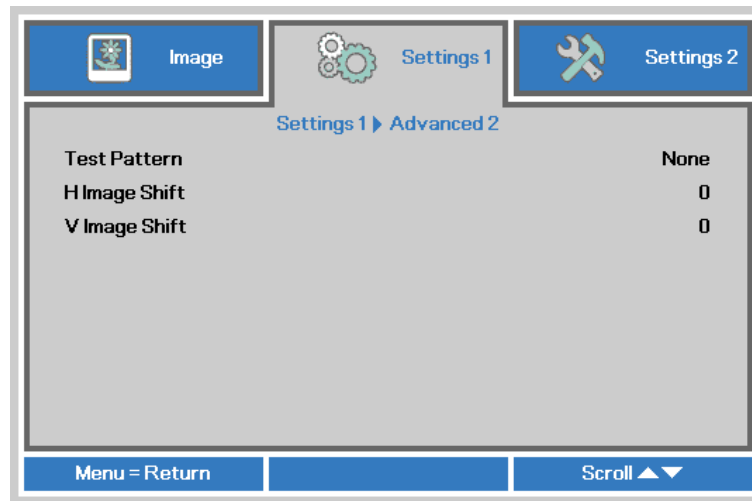 Image Settings 1 Settings 2
Settings 1 Advanced 2
Test Pattern None
H Image Shift 0
V Image Shift 0
Menu = Return Scroll